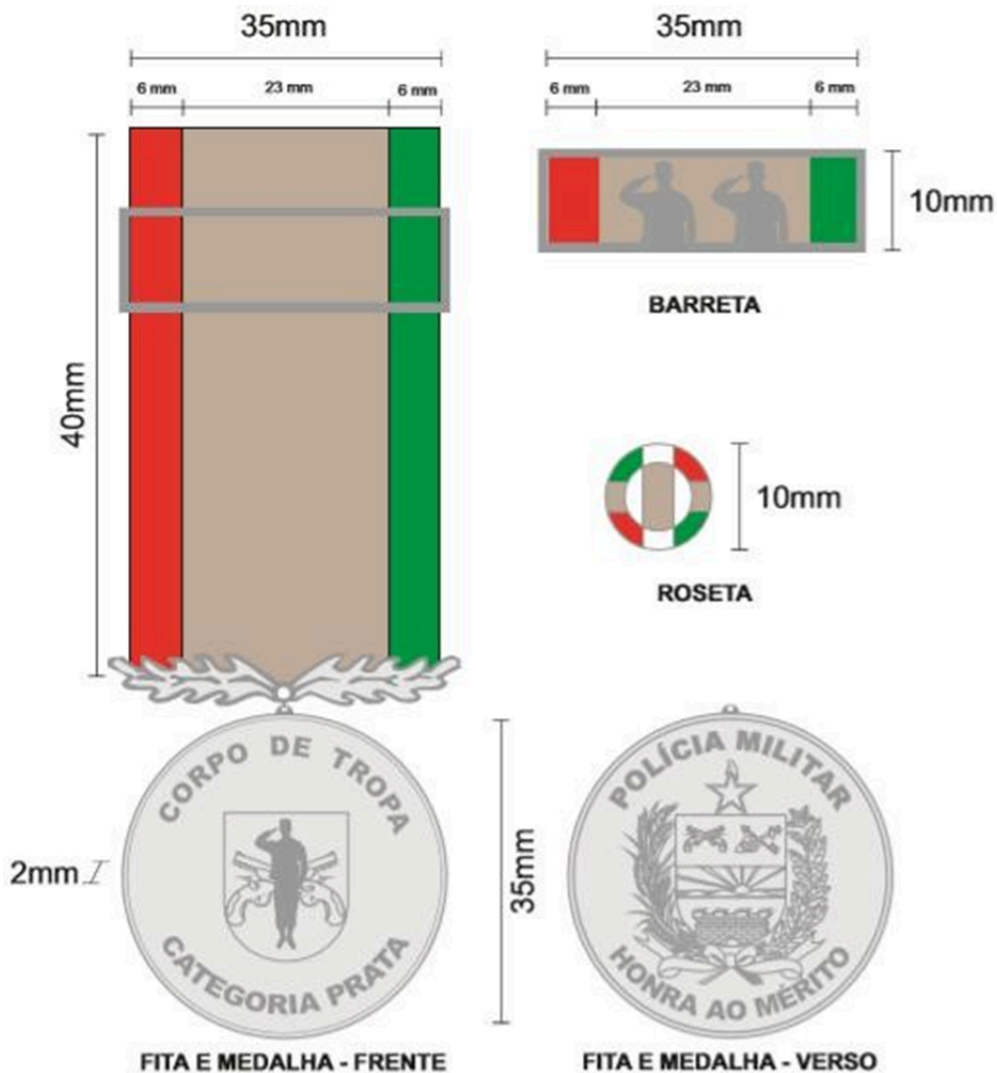 35mm
6 mm
23 mm
6 mm
40mm
35mm
6 mm
23 mm
6 mm
10mm
BARRETA
10mm
ROSETA
CORPO DE TROPA
CATEGORIA PRATA
2mm
35mm
POLÍCIA MILITAR
HONRA AO MÉRITO
FITA E MEDALHA - FRENTE
FITA E MEDALHA - VERSO